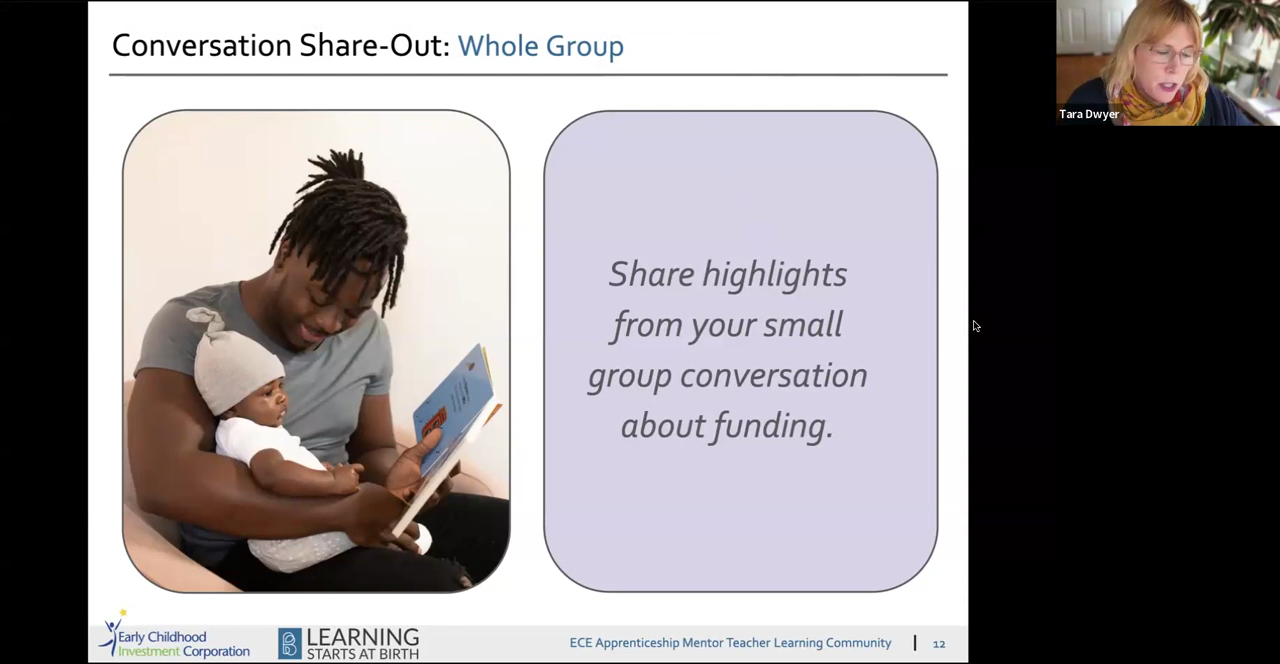 Conversation Share-Out: Whole Group
Tara Dwyer
Share highlights
from your small
group conversation
about funding.
Early Childhood
Investment Corporation
LEARNING
STARTS AT BIRTH
ECE Apprenticeship Mentor Teacher Learning Community | 12